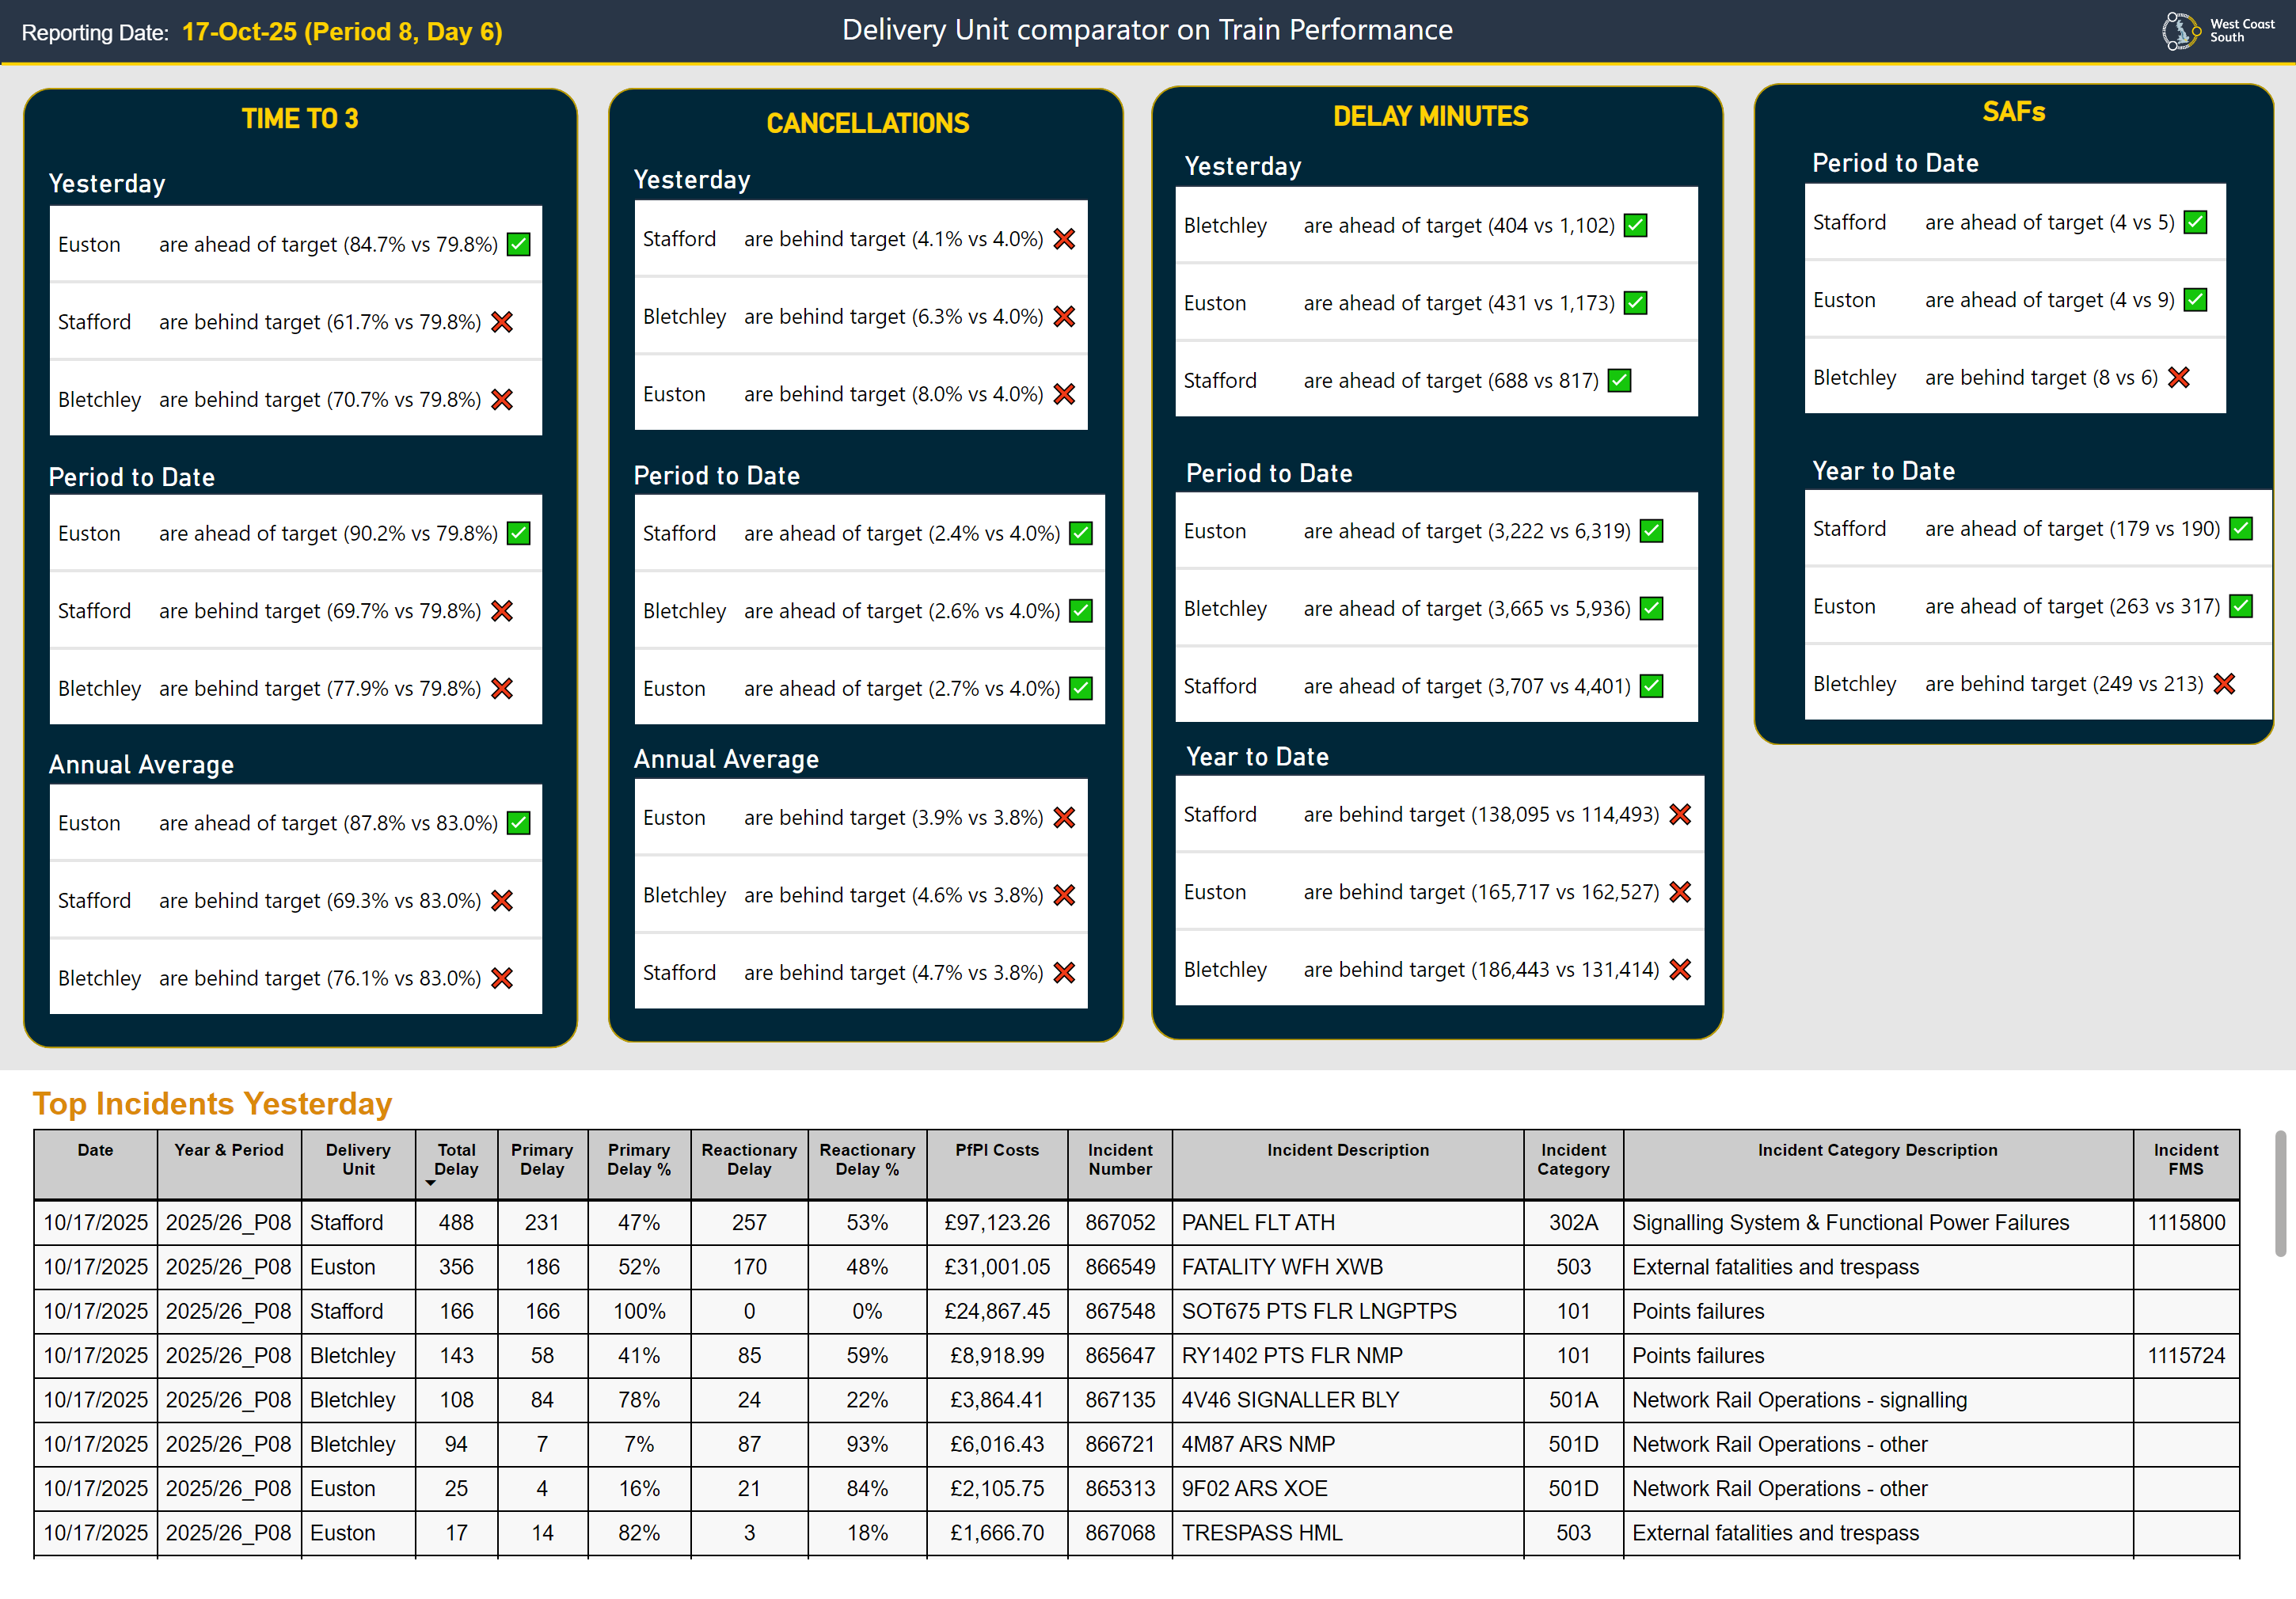 Reporting Date: 17-Oct-25 (Period 8, Day 6)
Delivery Unit comparator on Train Performance
West Coast
South
TIME TO 3
Yesterday
Euston are ahead of target (84.7% vs 79.8%) ✅
Stafford are behind target (61.7% vs 79.8%) ❌
Bletchley are behind target (70.7% vs 79.8%) ❌
Period to Date
Euston are ahead of target (90.2% vs 79.8%) ✅
Stafford are behind target (69.7% vs 79.8%) ❌
Bletchley are behind target (77.9% vs 79.8%) ❌
Annual Average
Euston are ahead of target (87.8% vs 83.0%) ✅
Stafford are behind target (69.3% vs 83.0%) ❌
Bletchley are behind target (76.1% vs 83.0%) ❌
CANCELLATIONS
Yesterday
Stafford are behind target (4.1% vs 4.0%) ❌
Bletchley are behind target (6.3% vs 4.0%) ❌
Euston are behind target (8.0% vs 4.0%) ❌
Period to Date
Stafford are ahead of target (2.4% vs 4.0%) ✅
Bletchley are ahead of target (2.6% vs 4.0%) ✅
Euston are ahead of target (2.7% vs 4.0%) ✅
Annual Average
Euston are behind target (3.9% vs 3.8%) ❌
Bletchley are behind target (4.6% vs 3.8%) ❌
Stafford are behind target (4.7% vs 3.8%) ❌
DELAY MINUTES
Yesterday
Bletchley are ahead of target (404 vs 1,102) ✅
Euston are ahead of target (431 vs 1,173) ✅
Stafford are ahead of target (688 vs 817) ✅
Period to Date
Euston are ahead of target (3,222 vs 6,319) ✅
Bletchley are ahead of target (3,665 vs 5,936) ✅
Stafford are ahead of target (3,707 vs 4,401) ✅
Year to Date
Stafford are behind target (138,095 vs 114,493) ❌
Euston are behind target (165,717 vs 162,527) ❌
Bletchley are behind target (186,443 vs 131,414) ❌
SAFs
Period to Date
Stafford are ahead of target (4 vs 5) ✅
Euston are ahead of target (4 vs 9) ✅
Bletchley are behind target (8 vs 6) ❌
Year to Date
Stafford are ahead of target (179 vs 190) ✅
Euston are ahead of target (263 vs 317) ✅
Bletchley are behind target (249 vs 213) ❌
Top Incidents Yesterday
Date Year & Period Delivery Unit Total Delay Primary Delay Primary Delay % Reactionary Delay Reactionary Delay % PfPI Costs Incident Number Incident Description Incident Category Incident Category Description Incident FMS
10/17/2025 2025/26_P08 Stafford 488 231 47% 257 53% £97,123.26 867052 PANEL FLT ATH 302A Signalling System & Functional Power Failures 1115800
10/17/2025 2025/26_P08 Euston 356 186 52% 170 48% £31,001.05 866549 FATALITY WFH XWB 503 External fatalities and trespass
10/17/2025 2025/26_P08 Stafford 166 166 100% 0 0% £24,867.45 867548 SOT675 PTS FLR LNGPTPS 101 Points failures
10/17/2025 2025/26_P08 Bletchley 143 58 41% 85 59% £8,918.99 865647 RY1402 PTS FLR NMP 101 Points failures 1115724
10/17/2025 2025/26_P08 Bletchley 108 84 78% 24 22% £3,864.41 867135 4V46 SIGNALLER BLY 501A Network Rail Operations - signalling
10/17/2025 2025/26_P08 Bletchley 94 7 7% 87 93% £6,016.43 866721 4M87 ARS NMP 501D Network Rail Operations - other
10/17/2025 2025/26_P08 Euston 25 4 16% 21 84% £2,105.75 865313 9F02 ARS XOE 501D Network Rail Operations - other
10/17/2025 2025/26_P08 Euston 17 14 82% 3 18% £1,666.70 867068 TRESPASS HML 503 External fatalities and trespass